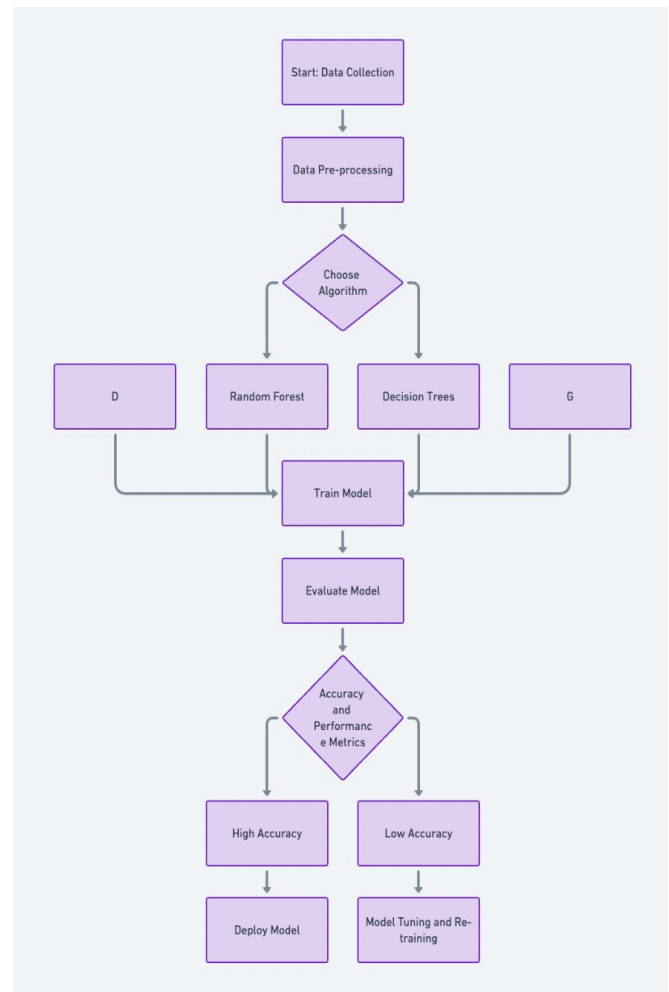 Start: Data Collection
Data Pre-processing
Choose
Algorithm
D
Random Forest
Decision Trees
G
Train Model
Evaluate Model
Accuracy
and
Performanc
e Metrics
High Accuracy
Low Accuracy
Deploy Model
Model Tuning and Re-
training